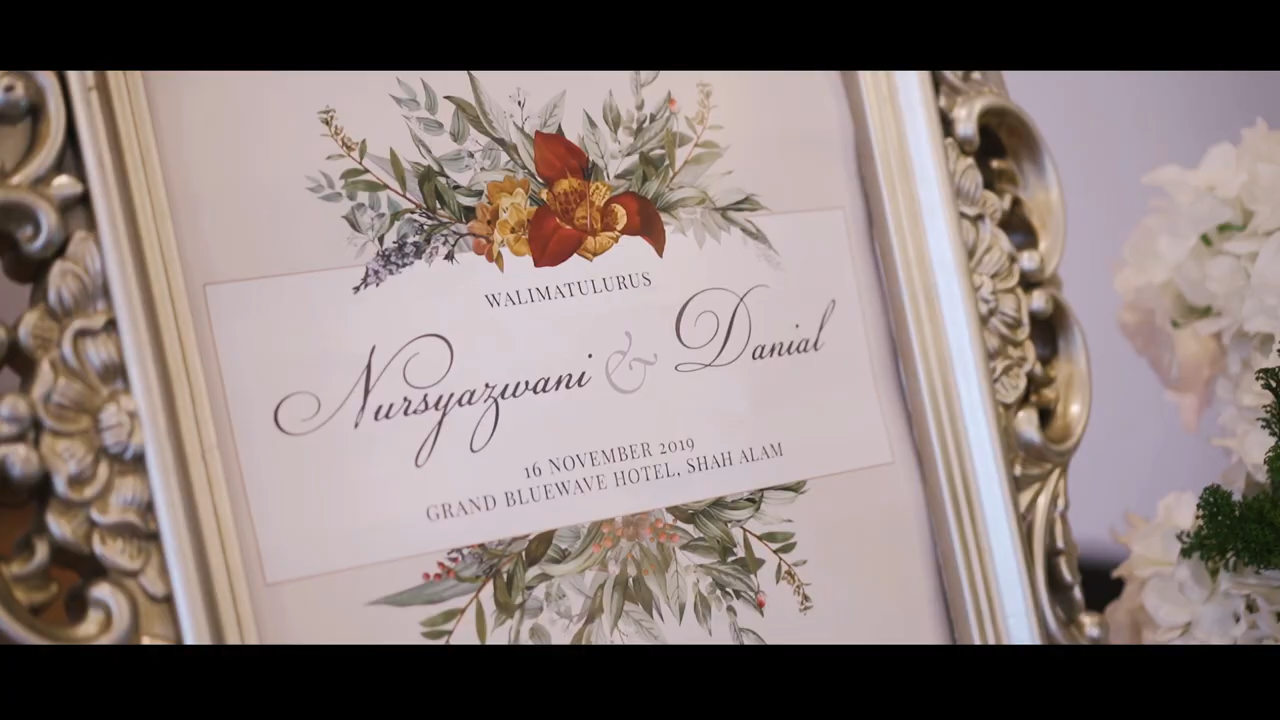 WALIMATULURUS
Nursyazwani & Danial
16 NOVEMBER 2019
GRAND BLUEWAVE HOTEL, SHAH ALAM